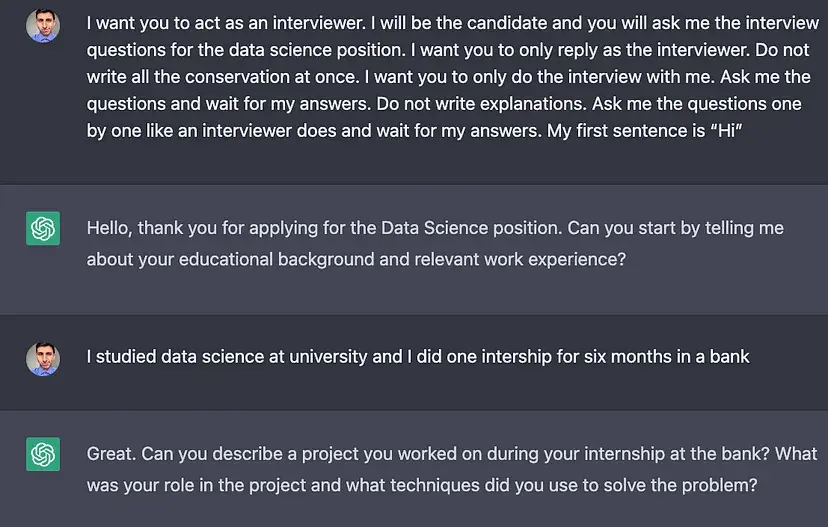 I want you to act as an interviewer. I will be the candidate and you will ask me the interview
questions for the data science position. I want you to only reply as the interviewer. Do not
write all the conservation at once. I want you to only do the interview with me. Ask me the
questions and wait for my answers. Do not write explanations. Ask me the questions one
by one like an interviewer does and wait for my answers. My first sentence is “Hi”
Hello, thank you for applying for the Data Science position. Can you start by telling me
about your educational background and relevant work experience?
I studied data science at university and I did one intership for six months in a bank
Great. Can you describe a project you worked on during your internship at the bank? What
was your role in the project and what techniques did you use to solve the problem?